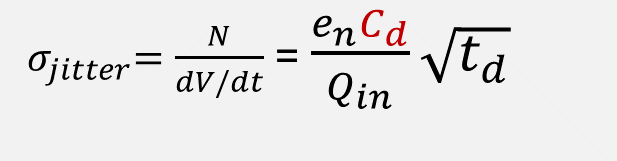 σ_jitter = N / (dV/dt) = (e_n C_d / Q_in) √t_d